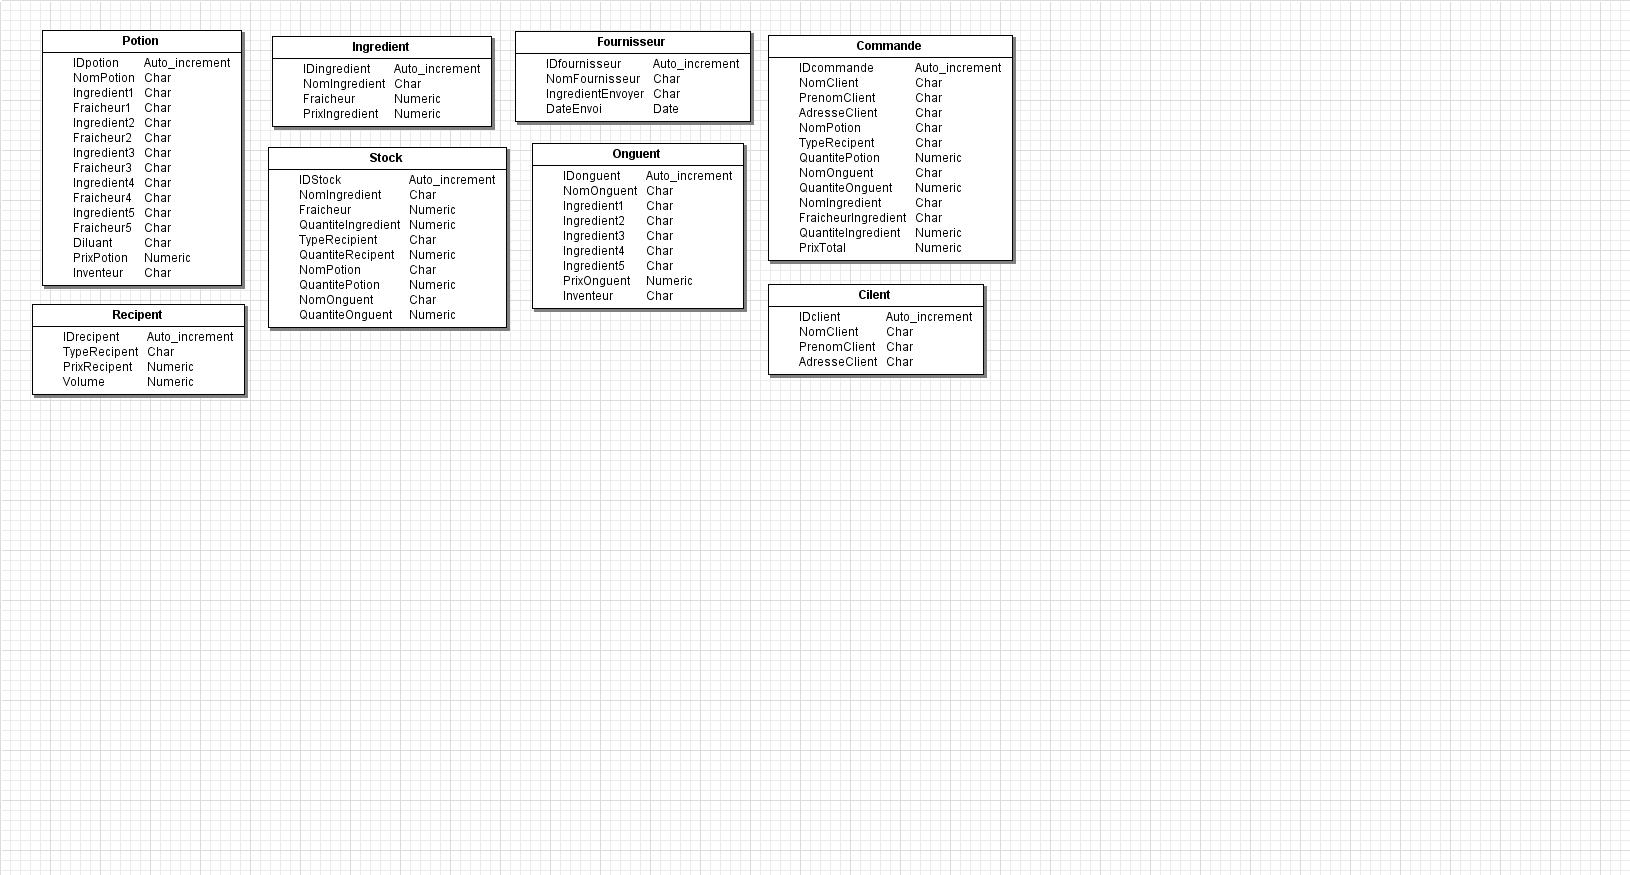 Potion
IDpotion Auto_increment
NomPotion Char
Ingredient1 Char
Fraicheur1 Char
Ingredient2 Char
Fraicheur2 Char
Ingredient3 Char
Fraicheur3 Char
Ingredient4 Char
Fraicheur4 Char
Ingredient5 Char
Fraicheur5 Char
Diluant Char
PrixPotion Numeric
Inventeur Char
Ingredient
IDingredient Auto_increment
NomIngredient Char
Fraicheur Numeric
PrixIngredient Numeric
Fournisseur
IDfournisseur Auto_increment
NomFournisseur Char
IngredientEnvoyer Char
DateEnvoi Date
Commande
IDcommande Auto_increment
NomClient Char
PrenomClient Char
AdresseClient Char
NomPotion Char
TypeRecipent Char
QuantitePotion Numeric
NomOnguent Char
QuantiteOnguent Numeric
NomIngredient Char
FraicheurIngredient Char
QuantiteIngredient Numeric
PrixTotal Numeric
Stock
IDStock Auto_increment
NomIngredient Char
Fraicheur Numeric
QuantiteIngredient Numeric
TypeRecipient Char
QuantiteRecipent Numeric
NomPotion Char
QuantitePotion Numeric
NomOnguent Char
QuantiteOnguent Numeric
Onguent
IDonguent Auto_increment
NomOnguent Char
Ingredient1 Char
Ingredient2 Char
Ingredient3 Char
Ingredient4 Char
Ingredient5 Char
PrixOnguent Numeric
Inventeur Char
Recipent
IDrecipent Auto_increment
TypeRecipent Char
PrixRecipent Numeric
Volume Numeric
Cilent
IDclient Auto_increment
NomClient Char
PrenomClient Char
AdresseClient Char